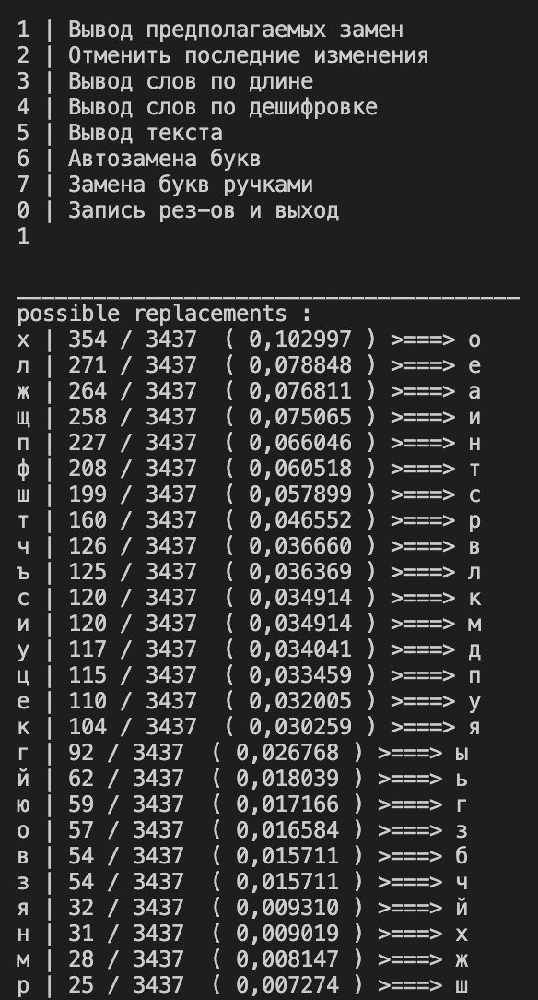 1 | Вывод предполагаемых замен
2 | Отменить последние изменения
3 | Вывод слов по длине
4 | Вывод слов по дешифровке
5 | Вывод текста
6 | Автозамена букв
7 | Замена букв ручками
0 | Запись рез-ов и выход
1
_______________________________________
possible replacements :
х | 354 / 3437  ( 0,102997 ) >===> о
л | 271 / 3437  ( 0,078848 ) >===> е
ж | 264 / 3437  ( 0,076811 ) >===> а
щ | 258 / 3437  ( 0,075065 ) >===> и
п | 227 / 3437  ( 0,066046 ) >===> н
ф | 208 / 3437  ( 0,060518 ) >===> т
ш | 199 / 3437  ( 0,057899 ) >===> с
т | 160 / 3437  ( 0,046552 ) >===> р
ч | 126 / 3437  ( 0,036660 ) >===> в
ъ | 125 / 3437  ( 0,036369 ) >===> л
с | 120 / 3437  ( 0,034914 ) >===> к
и | 120 / 3437  ( 0,034914 ) >===> м
у | 117 / 3437  ( 0,034041 ) >===> д
ц | 115 / 3437  ( 0,033459 ) >===> п
е | 110 / 3437  ( 0,032005 ) >===> у
к | 104 / 3437  ( 0,030259 ) >===> я
г | 92 / 3437  ( 0,026768 ) >===> ы
й | 62 / 3437  ( 0,018039 ) >===> ь
ю | 59 / 3437  ( 0,017166 ) >===> г
о | 57 / 3437  ( 0,016584 ) >===> з
в | 54 / 3437  ( 0,015711 ) >===> б
з | 54 / 3437  ( 0,015711 ) >===> ч
я | 32 / 3437  ( 0,009310 ) >===> й
н | 31 / 3437  ( 0,009019 ) >===> х
м | 28 / 3437  ( 0,008147 ) >===> ж
р | 25 / 3437  ( 0,007274 ) >===> ш